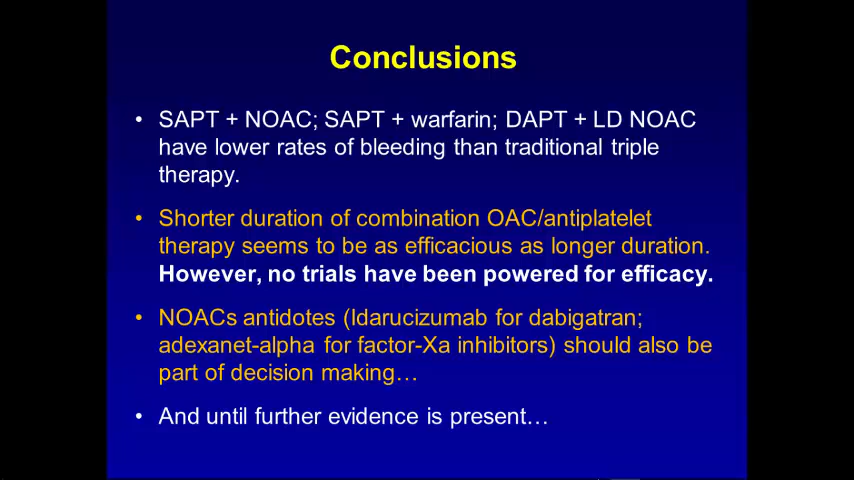 Conclusions
• SAPT + NOAC; SAPT + warfarin; DAPT + LD NOAC
have lower rates of bleeding than traditional triple
therapy.
• Shorter duration of combination OAC/antiplatelet
therapy seems to be as efficacious as longer duration.
However, no trials have been powered for efficacy.
• NOACs antidotes (Idarucizumab for dabigatran;
adexanet-alpha for factor-Xa inhibitors) should also be
part of decision making…
• And until further evidence is present…